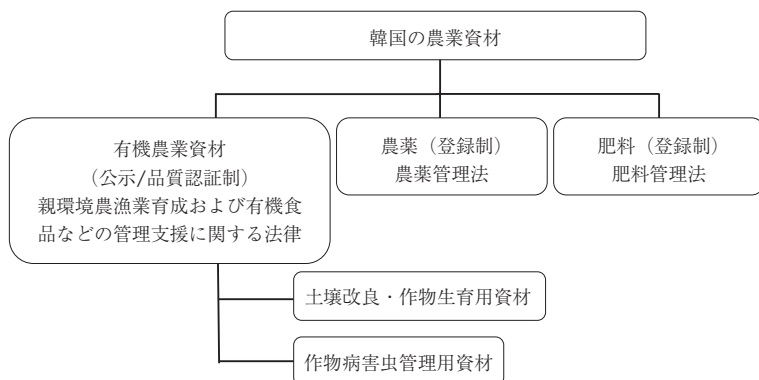 韓国の農業資材
有機農業資材
（公示/品質認証制）
親環境農漁業育成および有機食
品などの管理支援に関する法律
農薬（登録制）
農薬管理法
肥料（登録制）
肥料管理法
土壌改良・作物生育用資材
作物病害虫管理用資材